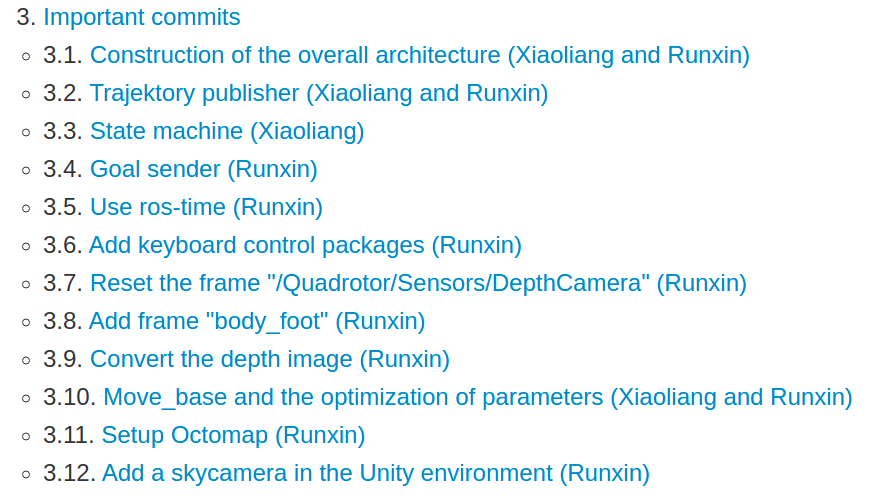 3. Important commits
3.1. Construction of the overall architecture (Xiaoliang and Runxin)
3.2. Trajektory publisher (Xiaoliang and Runxin)
3.3. State machine (Xiaoliang)
3.4. Goal sender (Runxin)
3.5. Use ros-time (Runxin)
3.6. Add keyboard control packages (Runxin)
3.7. Reset the frame "/Quadrotor/Sensors/DepthCamera" (Runxin)
3.8. Add frame "body_foot" (Runxin)
3.9. Convert the depth image (Runxin)
3.10. Move_base and the optimization of parameters (Xiaoliang and Runxin)
3.11. Setup Octomap (Runxin)
3.12. Add a skycamera in the Unity environment (Runxin)